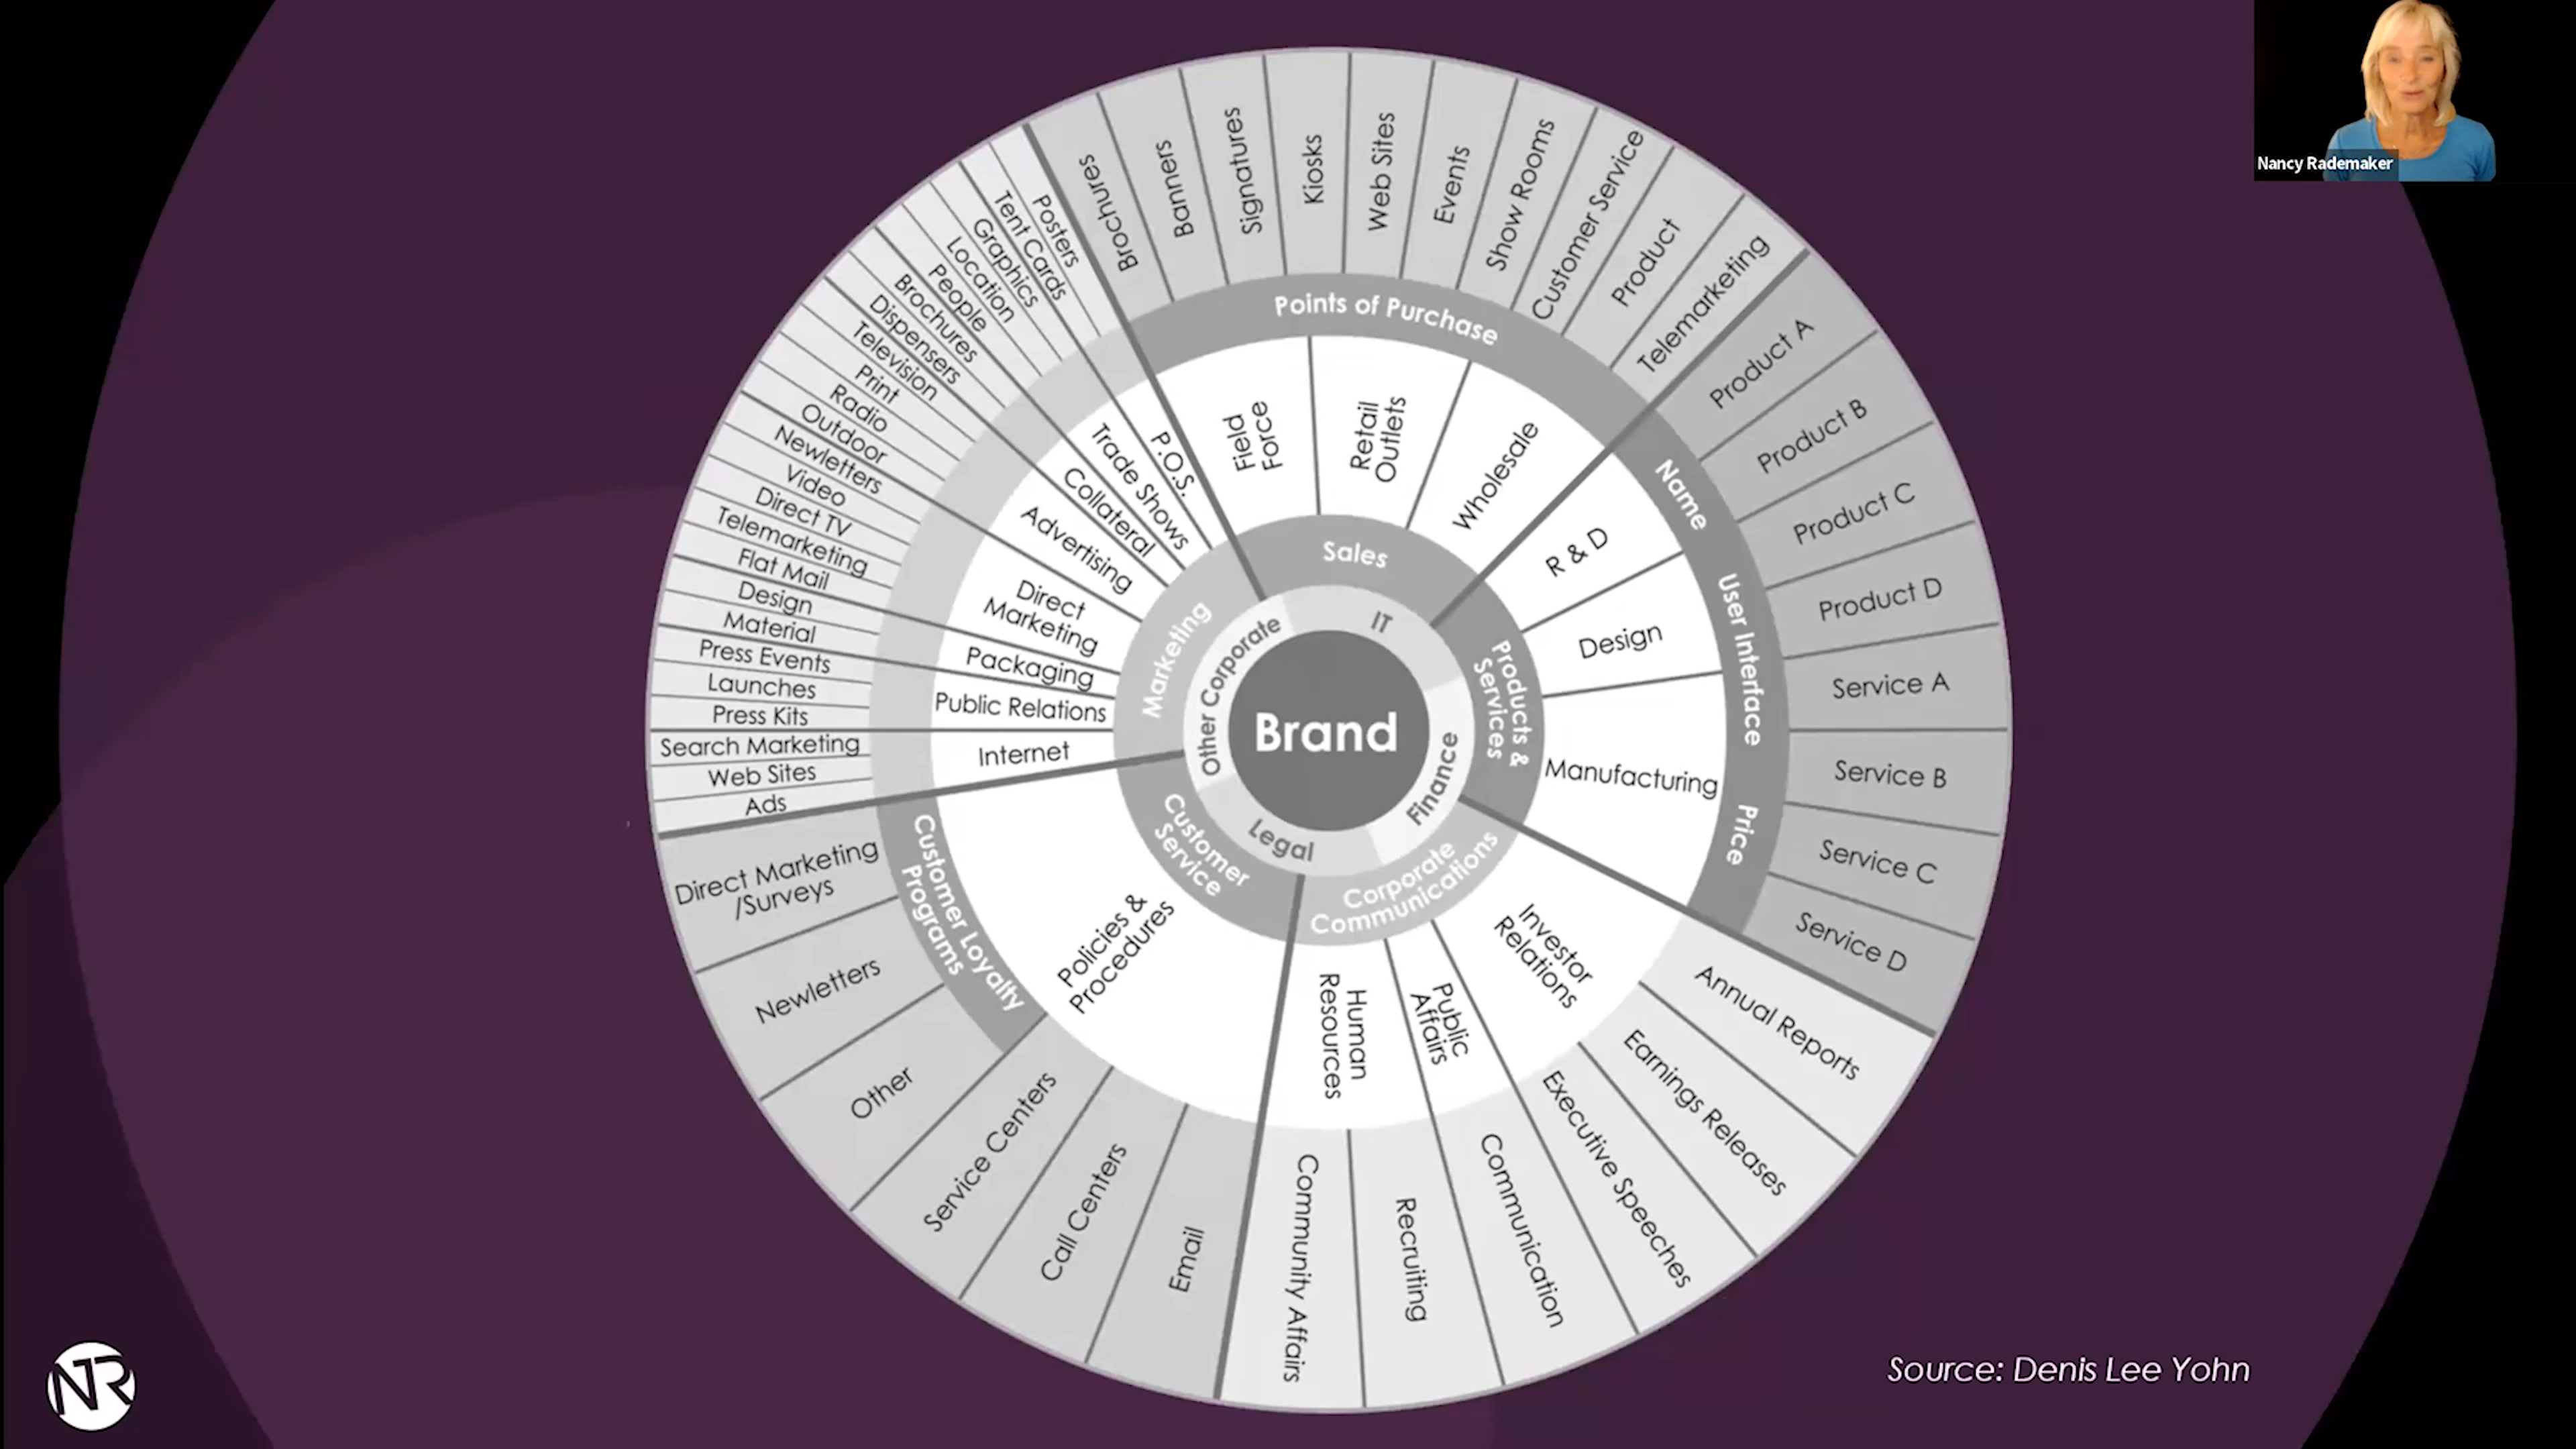 Nancy Rademaker
Brand
IT
Finance
Legal
Other Corporate
Sales
Products &
Services
Corporate
Communications
Customer
Service
Marketing
Field
Force
Retail
Outlets
Wholesale
R & D
Design
Manufacturing
Investor
Relations
Public
Affairs
Human
Resources
Policies &
Procedures
Internet
Public Relations
Packaging
Direct
Marketing
Advertising
Collateral
Trade Shows
P.O.S.
Points of Purchase
Name
User Interface
Price
Customer Loyalty
Programs
Brochures
Banners
Signatures
Kiosks
Web Sites
Events
Show Rooms
Customer Service
Product
Telemarketing
Product A
Product B
Product C
Product D
Service A
Service B
Service C
Service D
Annual Reports
Earnings Releases
Executive Speeches
Communication
Recruiting
Community Affairs
Email
Call Centers
Service Centers
Other
Newletters
Direct Marketing
/Surveys
Ads
Web Sites
Search Marketing
Press Kits
Launches
Press Events
Material
Design
Flat Mail
Telemarketing
Direct TV
Video
Newletters
Outdoor
Radio
Print
Television
Dispensers
Brochures
People
Location
Graphics
Tent Cards
Posters
NR
Source: Denis Lee Yohn